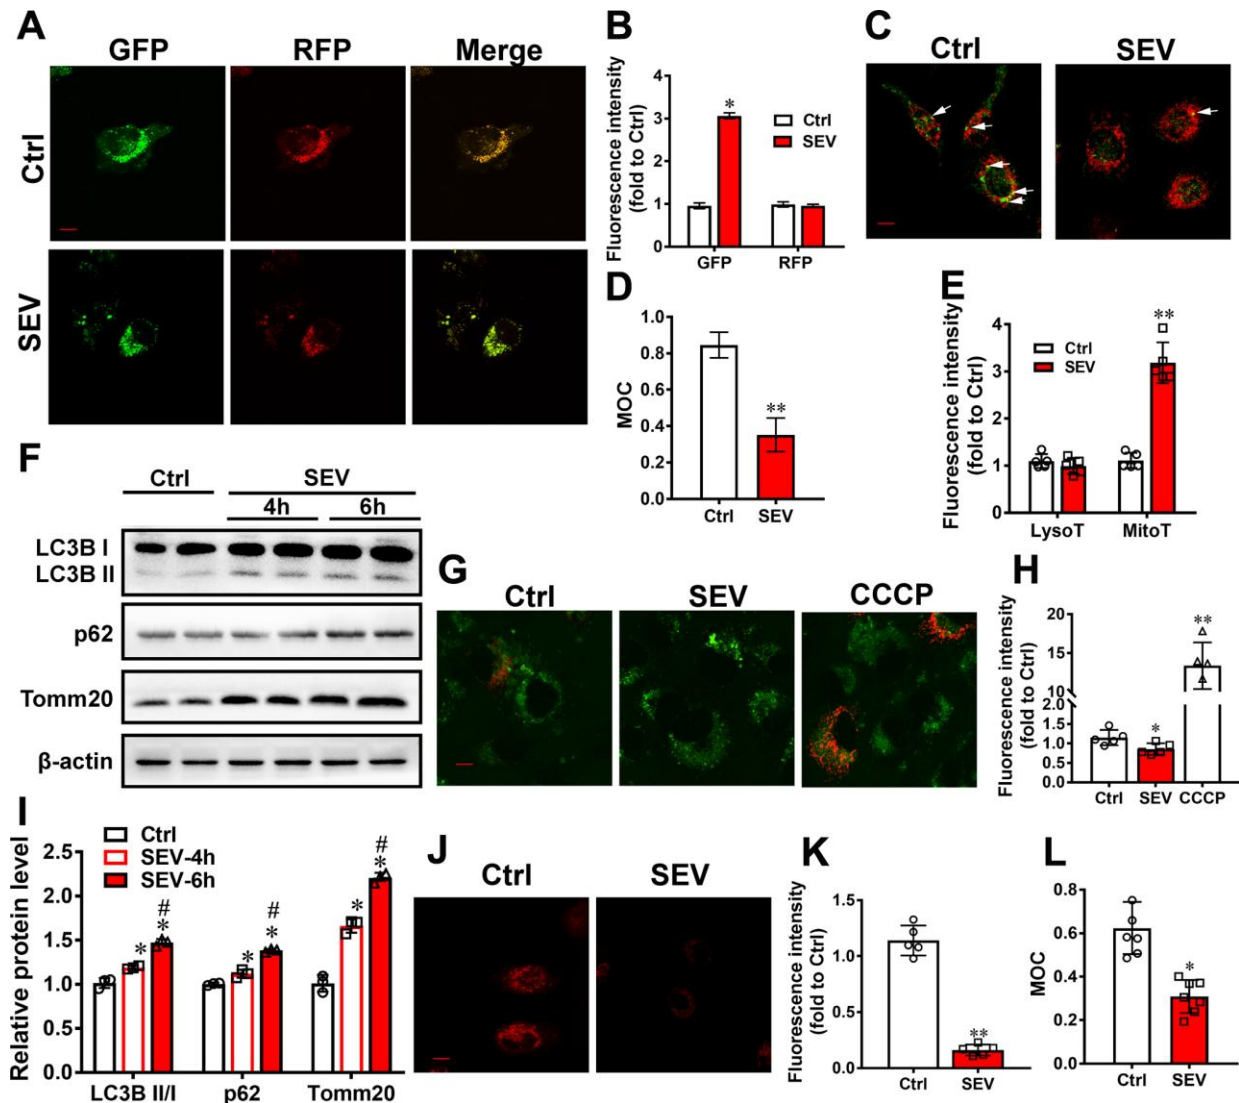 A
GFP RFP Merge
Ctrl
SEV
B
Fluorescence intensity
(fold to Ctrl)
4
3
2
1
0
*
Ctrl
SEV
GFP RFP
C
Ctrl SEV
D
MOC
1.0
0.8
0.6
0.4
0.2
0.0
**
Ctrl SEV
E
Fluorescence intensity
(fold to Ctrl)
4
3
2
1
0
**
Ctrl
SEV
LysoT MitoT
F
Ctrl SEV
4h 6h
LC3B I
LC3B II
p62
Tomm20
β-actin
G
Ctrl SEV CCCP
H
Fluorescence intensity
(fold to Ctrl)
20
15
10
2.0
1.5
1.0
0.5
0.0
*
**
Ctrl SEV CCCP
I
Relative protein level
2.5
2.0
1.5
1.0
0.5
0.0
Ctrl
SEV-4h
SEV-6h
* # *
* # *
* # *
LC3B II/I p62 Tomm20
J
Ctrl SEV
K
Fluorescence intensity
(fold to Ctrl)
1.5
1.0
0.5
0.0
**
Ctrl SEV
L
MOC
0.8
0.6
0.4
0.2
0.0
*
Ctrl SEV